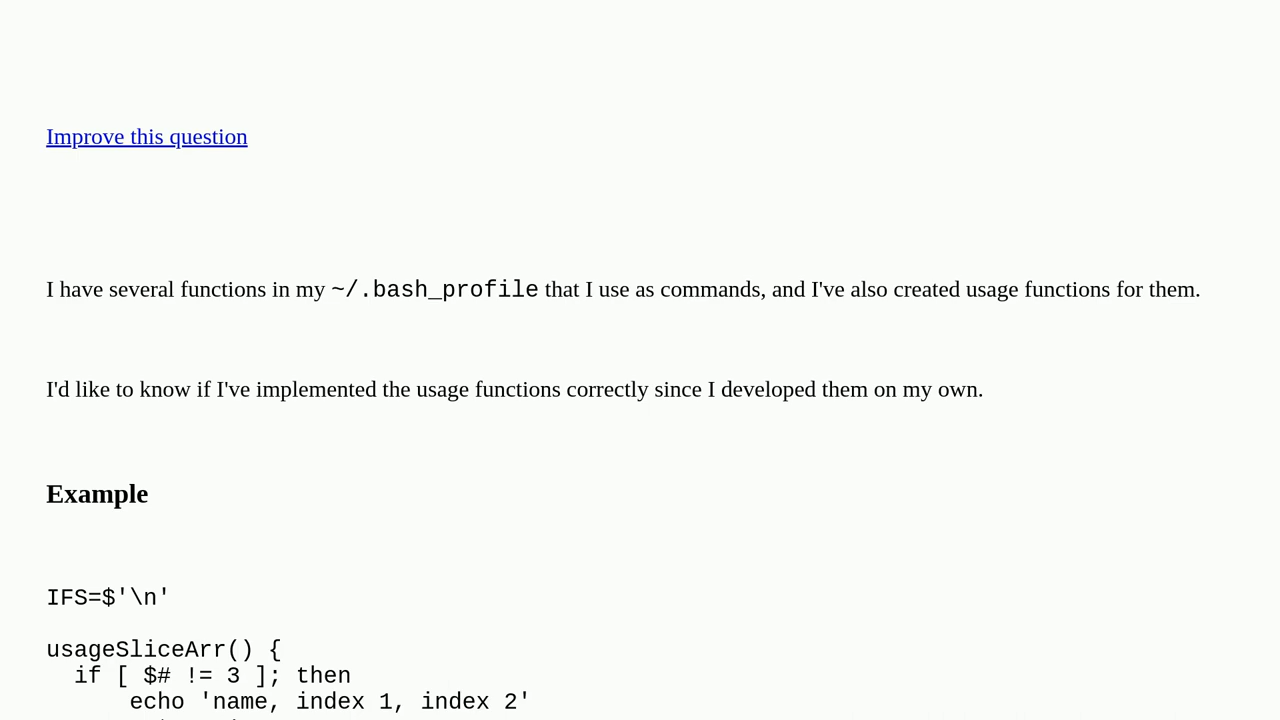 Improve this question
I have several functions in my ~/.bash_profile that I use as commands, and I've also created usage functions for them.
I'd like to know if I've implemented the usage functions correctly since I developed them on my own.
Example
IFS=$'\n'
usageSliceArr() {
  if [ $# != 3 ]; then
      echo 'name, index 1, index 2'